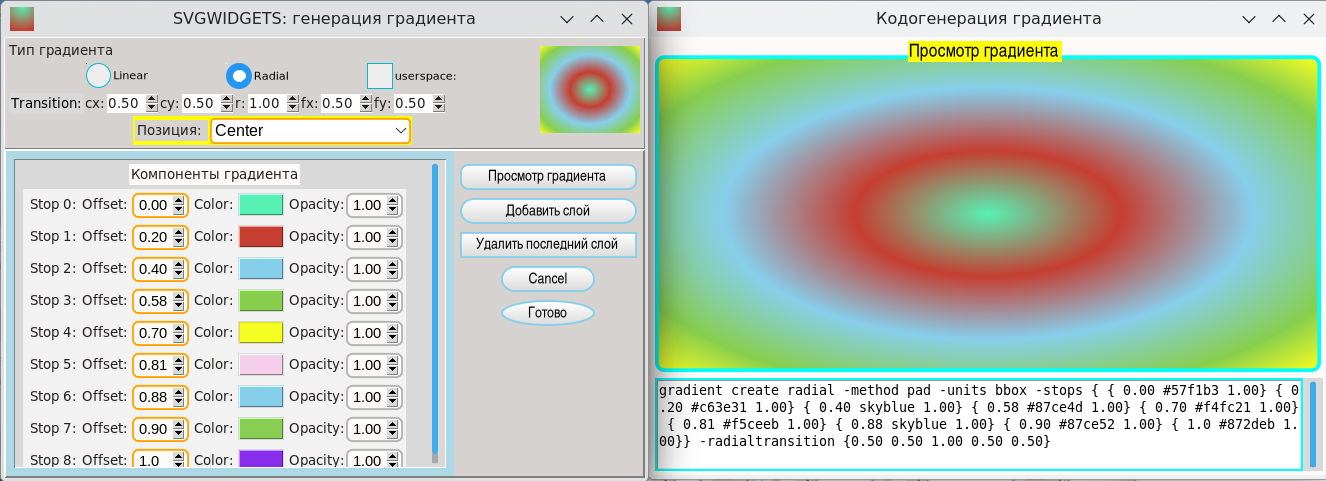 SVGWIDGETS: генерация градиента
Тип градиента
Linear Radial userspace:
Transition: cx: 0.50 cy: 0.50 r: 1.00 fx: 0.50 fy: 0.50
Позиция: Center
Компоненты градиента
Stop 0: Offset: 0.00 Color: Opacity: 1.00
Stop 1: Offset: 0.20 Color: Opacity: 1.00
Stop 2: Offset: 0.40 Color: Opacity: 1.00
Stop 3: Offset: 0.58 Color: Opacity: 1.00
Stop 4: Offset: 0.70 Color: Opacity: 1.00
Stop 5: Offset: 0.81 Color: Opacity: 1.00
Stop 6: Offset: 0.88 Color: Opacity: 1.00
Stop 7: Offset: 0.90 Color: Opacity: 1.00
Stop 8: Offset: 1.0 Color: Opacity: 1.00
Просмотр градиента
Добавить слой
Удалить последний слой
Cancel
Готово
Кодогенерация градиента
Просмотр градиента
gradient create radial -method pad -units bbox -stops { { 0.00 #57f1b3 1.00} { 0
.20 #c63e31 1.00} { 0.40 skyblue 1.00} { 0.58 #87ce4d 1.00} { 0.70 #f4fc21 1.00}
{ 0.81 #f5ceeb 1.00} { 0.88 skyblue 1.00} { 0.90 #87ce52 1.00} { 1.0 #872deb 1.
00}} -radialtransition {0.50 0.50 1.00 0.50 0.50}